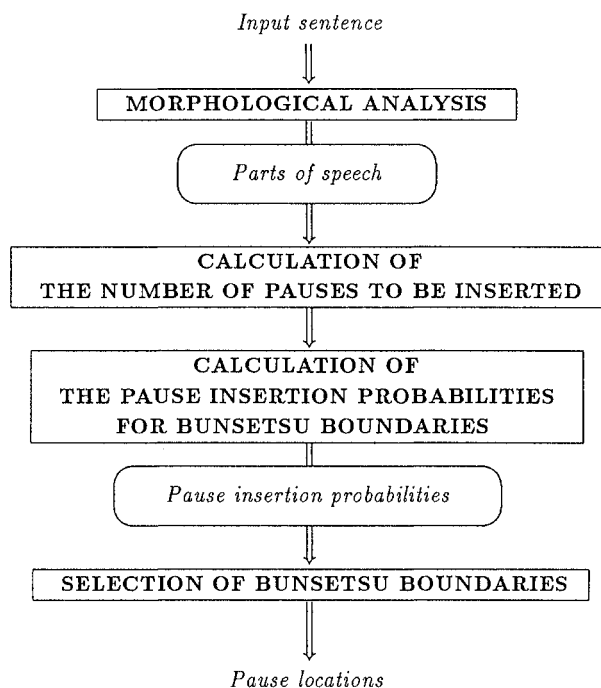 Input sentence
MORPHOLOGICAL ANALYSIS
Parts of speech
CALCULATION OF
THE NUMBER OF PAUSES TO BE INSERTED
CALCULATION OF
THE PAUSE INSERTION PROBABILITIES
FOR BUNSETSU BOUNDARIES
Pause insertion probabilities
SELECTION OF BUNSETSU BOUNDARIES
Pause locations